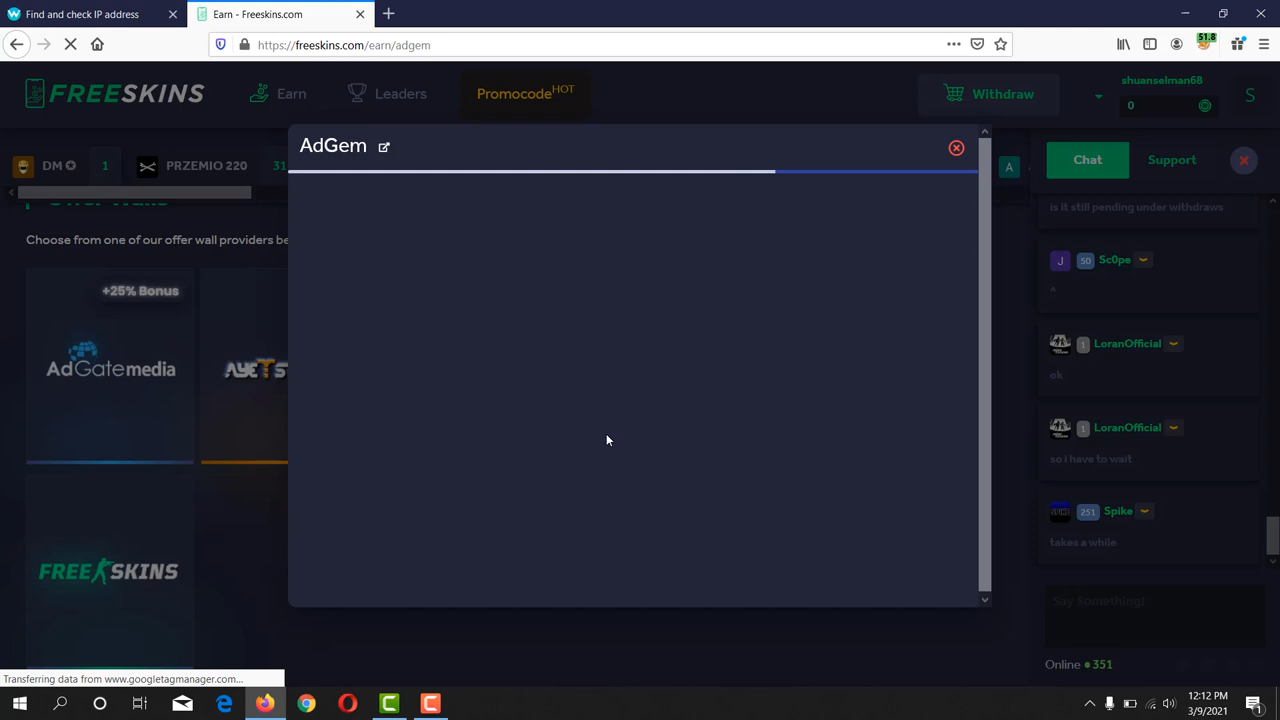 Find and check IP address
Earn - Freeskins.com
https://freeskins.com/earn/adgem
51.8
FREESKINS
Earn
Leaders
Promocode HOT
Withdraw
shuanselman68
0
S
DM
1
PRZEMIO 220
31
A
AdGem
Chat
Support
Choose from one of our offer wall providers be
+25% Bonus
AdGatemedia
AYETST
FREESKINS
is it still pending under withdraws
J
50
Sc0pe
^
1
LoranOfficial
ok
1
LoranOfficial
so i have to wait
251
Spike
takes a while
Say Something!
Online 351
Transferring data from www.googletagmanager.com...
12:12 PM
3/9/2021
1